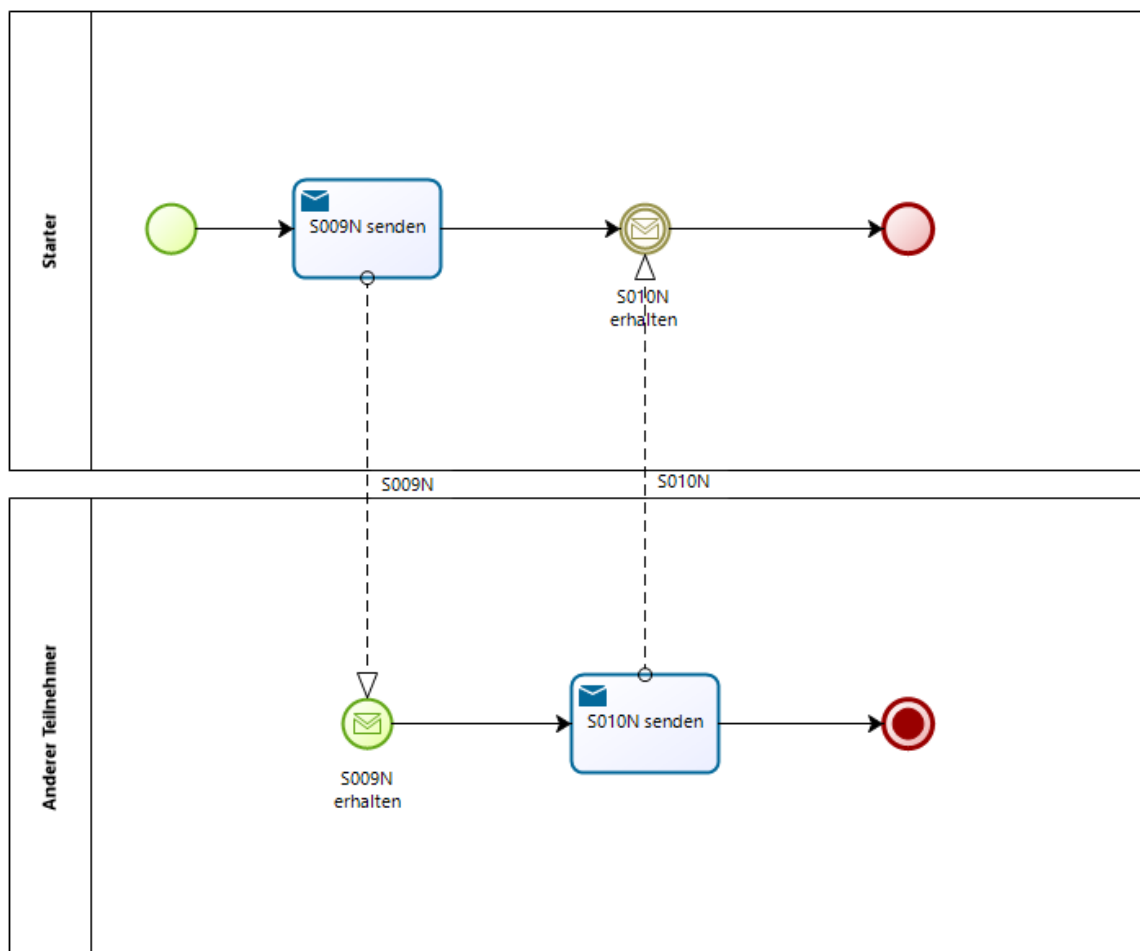 Starter
S009N senden
S010N
erhalten
S009N
S010N
Anderer Teilnehmer
S010N senden
S009N
erhalten